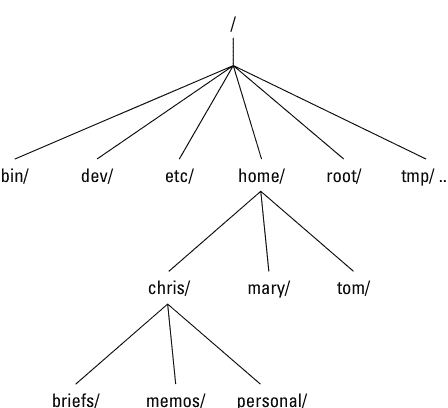 /
bin/ dev/ etc/ home/ root/ tmp/ ..
chris/ mary/ tom/
briefs/ memos/ personal/